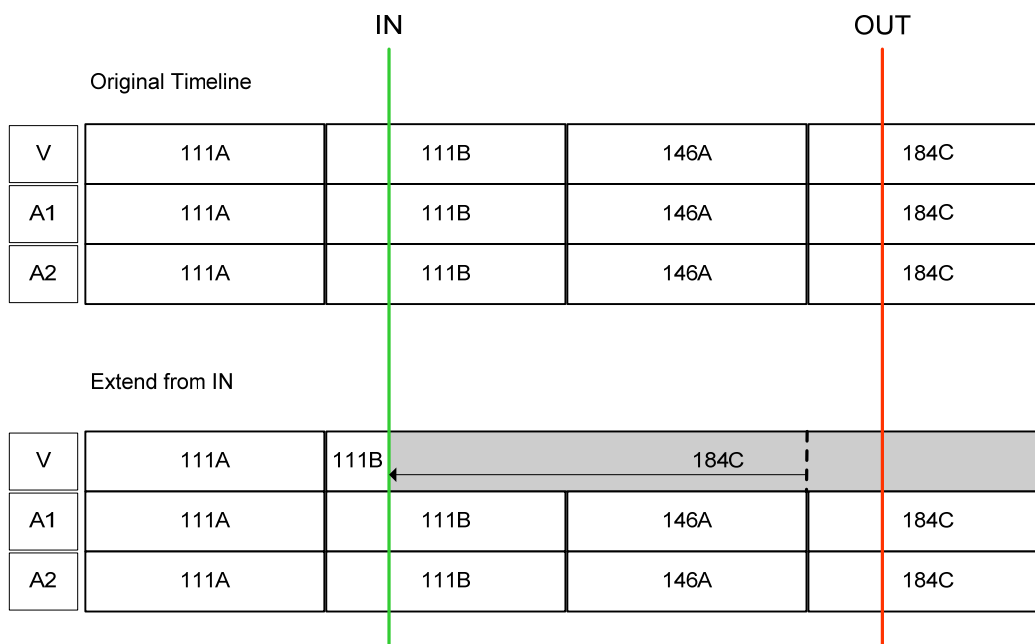 IN OUT
Original Timeline
V 111A 111B 146A 184C
A1 111A 111B 146A 184C
A2 111A 111B 146A 184C
Extend from IN
V 111A 111B 184C
A1 111A 111B 146A 184C
A2 111A 111B 146A 184C